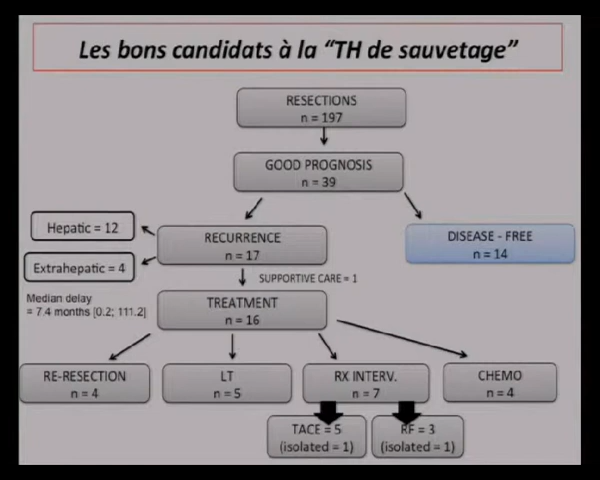 Les bons candidats à la “TH de sauvetage”
RESECTIONS
n = 197
GOOD PROGNOSIS
n = 39
Hepatic = 12
RECURRENCE
n = 17
DISEASE - FREE
n = 14
Extrahepatic = 4
SUPPORTIVE CARE = 1
Median delay
= 7.4 months [0.2; 111.2]
TREATMENT
n = 16
RE-RESECTION
n = 4
LT
n = 5
RX INTERV.
n = 7
CHEMO
n = 4
TACE = 5
(isolated = 1)
RF = 3
(isolated = 1)